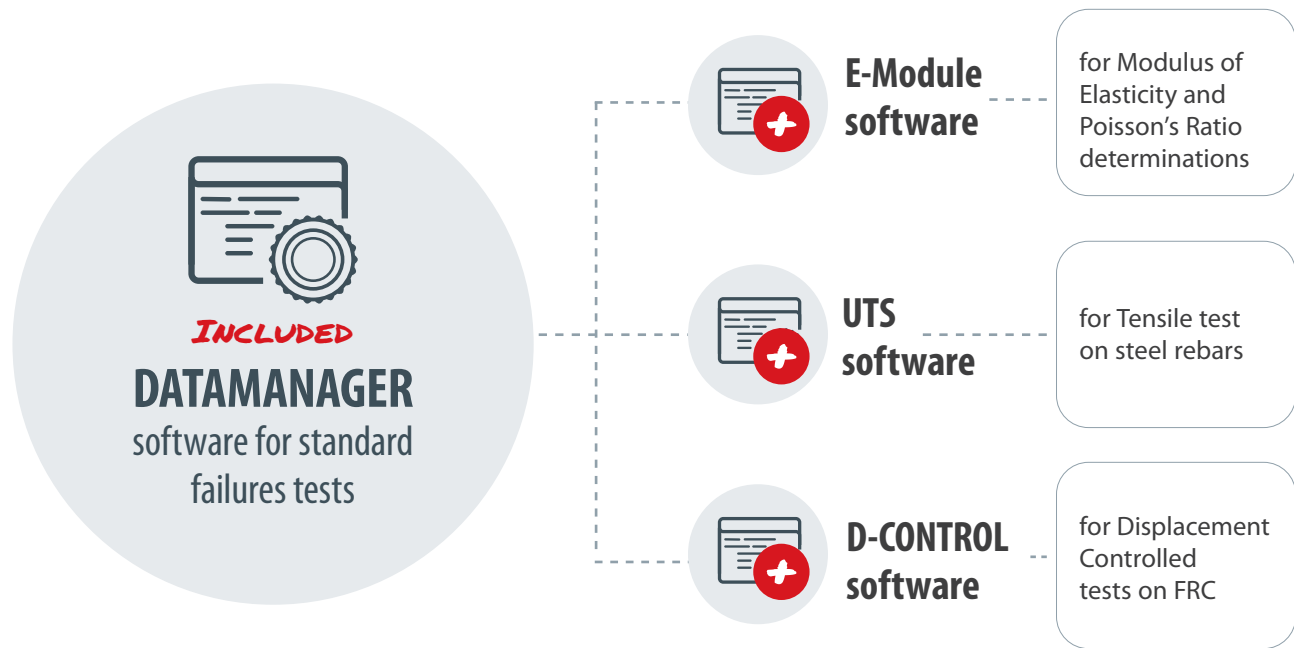 INCLUDED
DATAMANAGER
software for standard
failures tests
E-Module
software
for Modulus of
Elasticity and
Poisson's Ratio
determinations
UTS
software
for Tensile test
on steel rebars
D-CONTROL
software
for Displacement
Controlled
tests on FRC